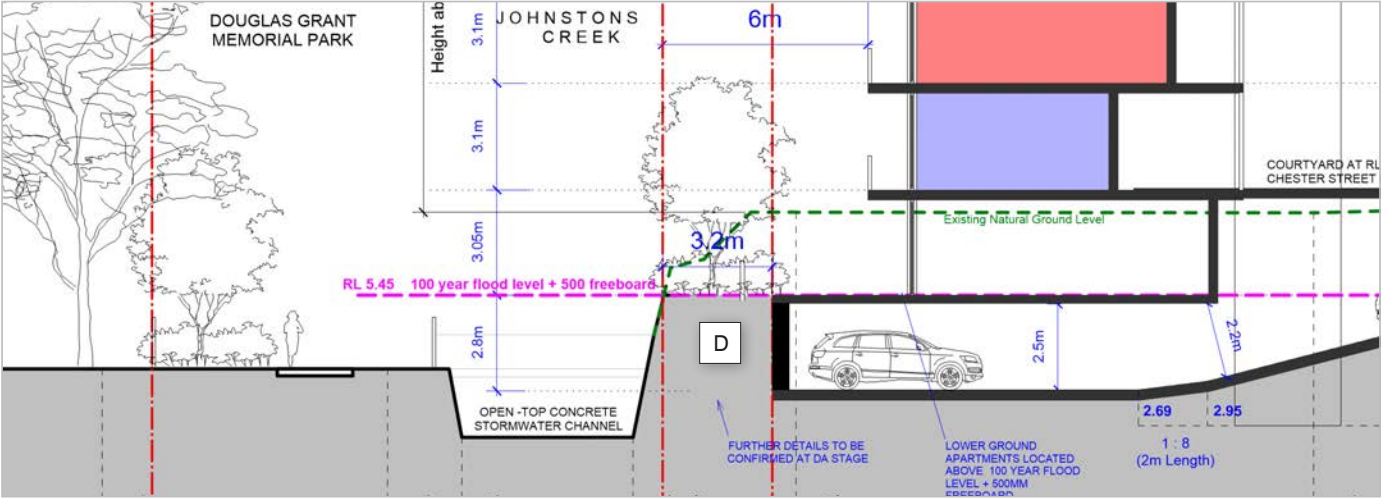 DOUGLAS GRANT
MEMORIAL PARK
Height ab
3.1m
JOHNSTONS
CREEK
6m
3.1m
3.05m
2.8m
3.2m
Existing Natural Ground Level
COURTYARD AT RL
CHESTER STREET
RL 5.45 100 year flood level + 500 freeboard
D
2.5m
2.2m
OPEN -TOP CONCRETE
STORMWATER CHANNEL
2.69
2.95
1 : 8
(2m Length)
FURTHER DETAILS TO BE
CONFIRMED AT DA STAGE
LOWER GROUND
APARTMENTS LOCATED
ABOVE 100 YEAR FLOOD
LEVEL + 500MM
FREEBOARD